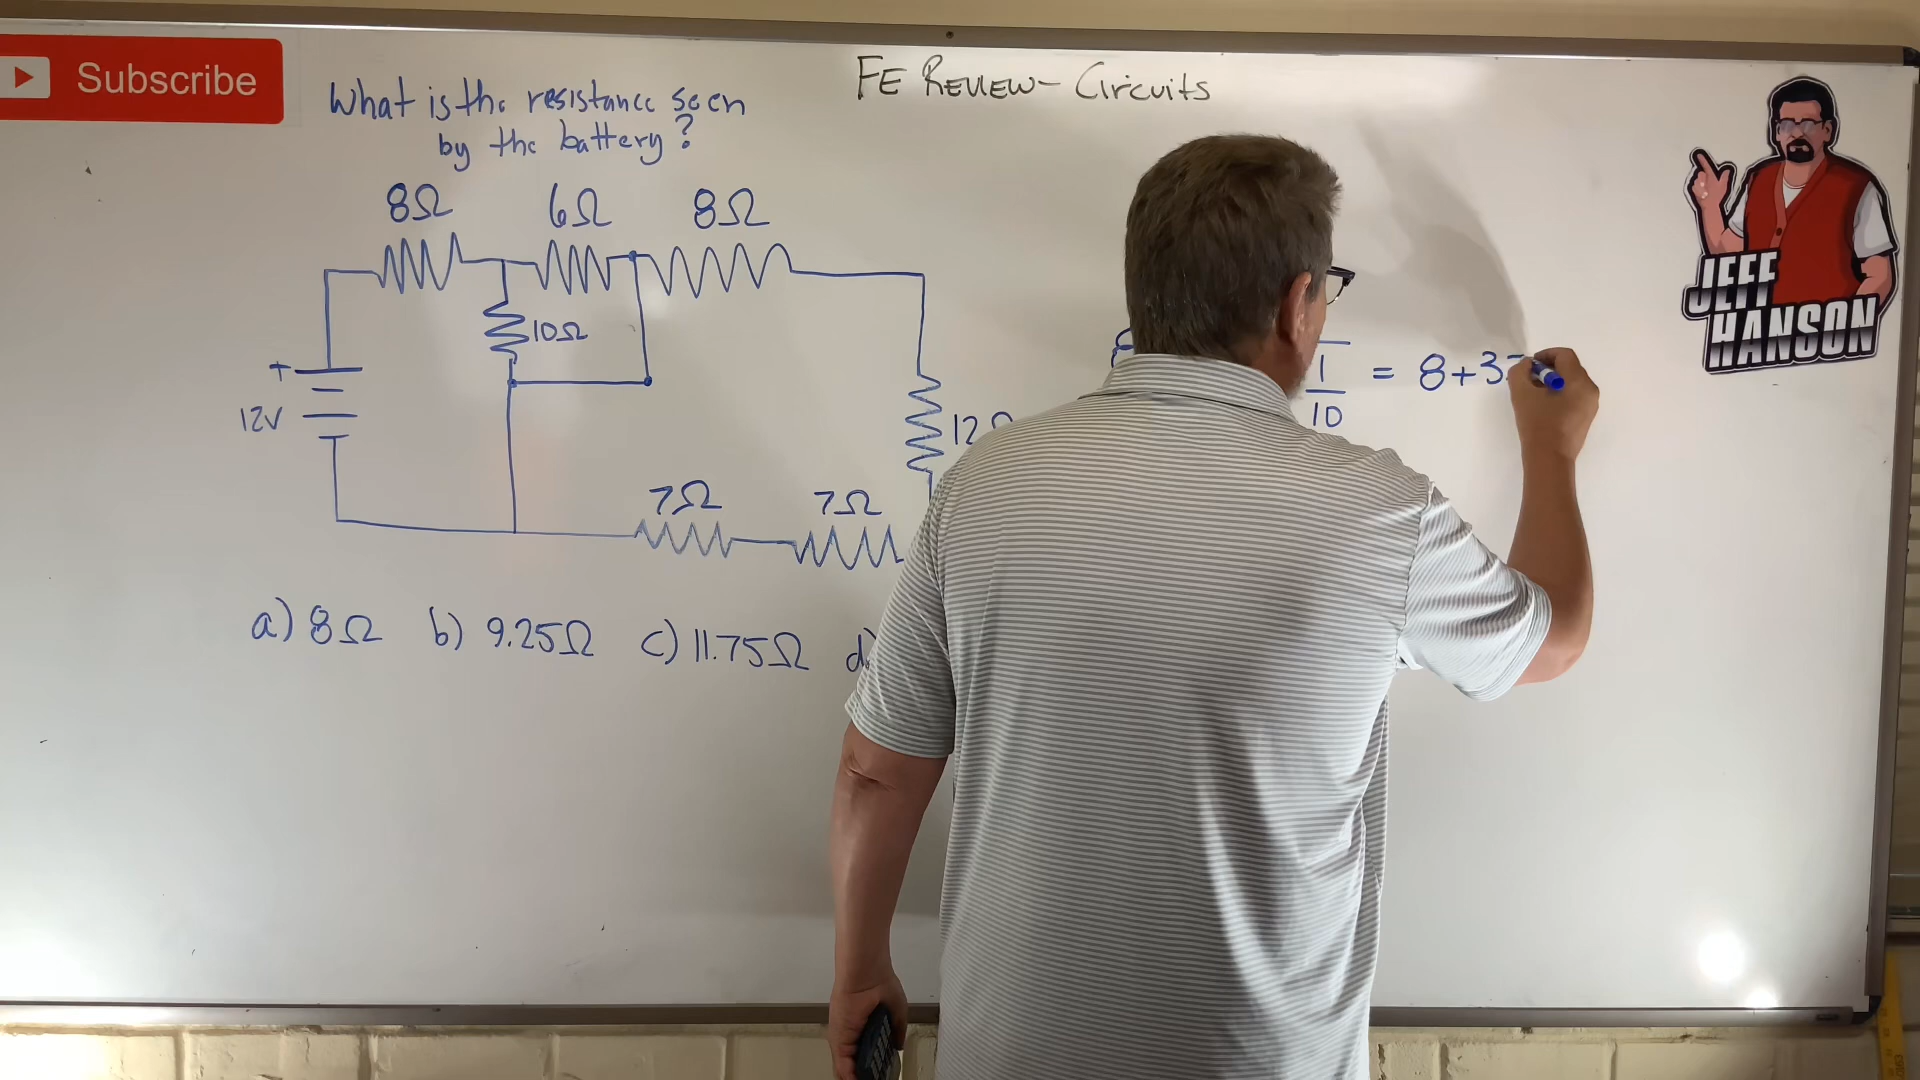 Subscribe
What is the resistance seen
by the battery?
FE REVIEW- Circuits
8Ω 6Ω 8Ω
10Ω
+
12V
12Ω
7Ω 7Ω
a) 8Ω b) 9.25Ω c) 11.75Ω d)
1
10
= 8+3
JEFF
HANSON